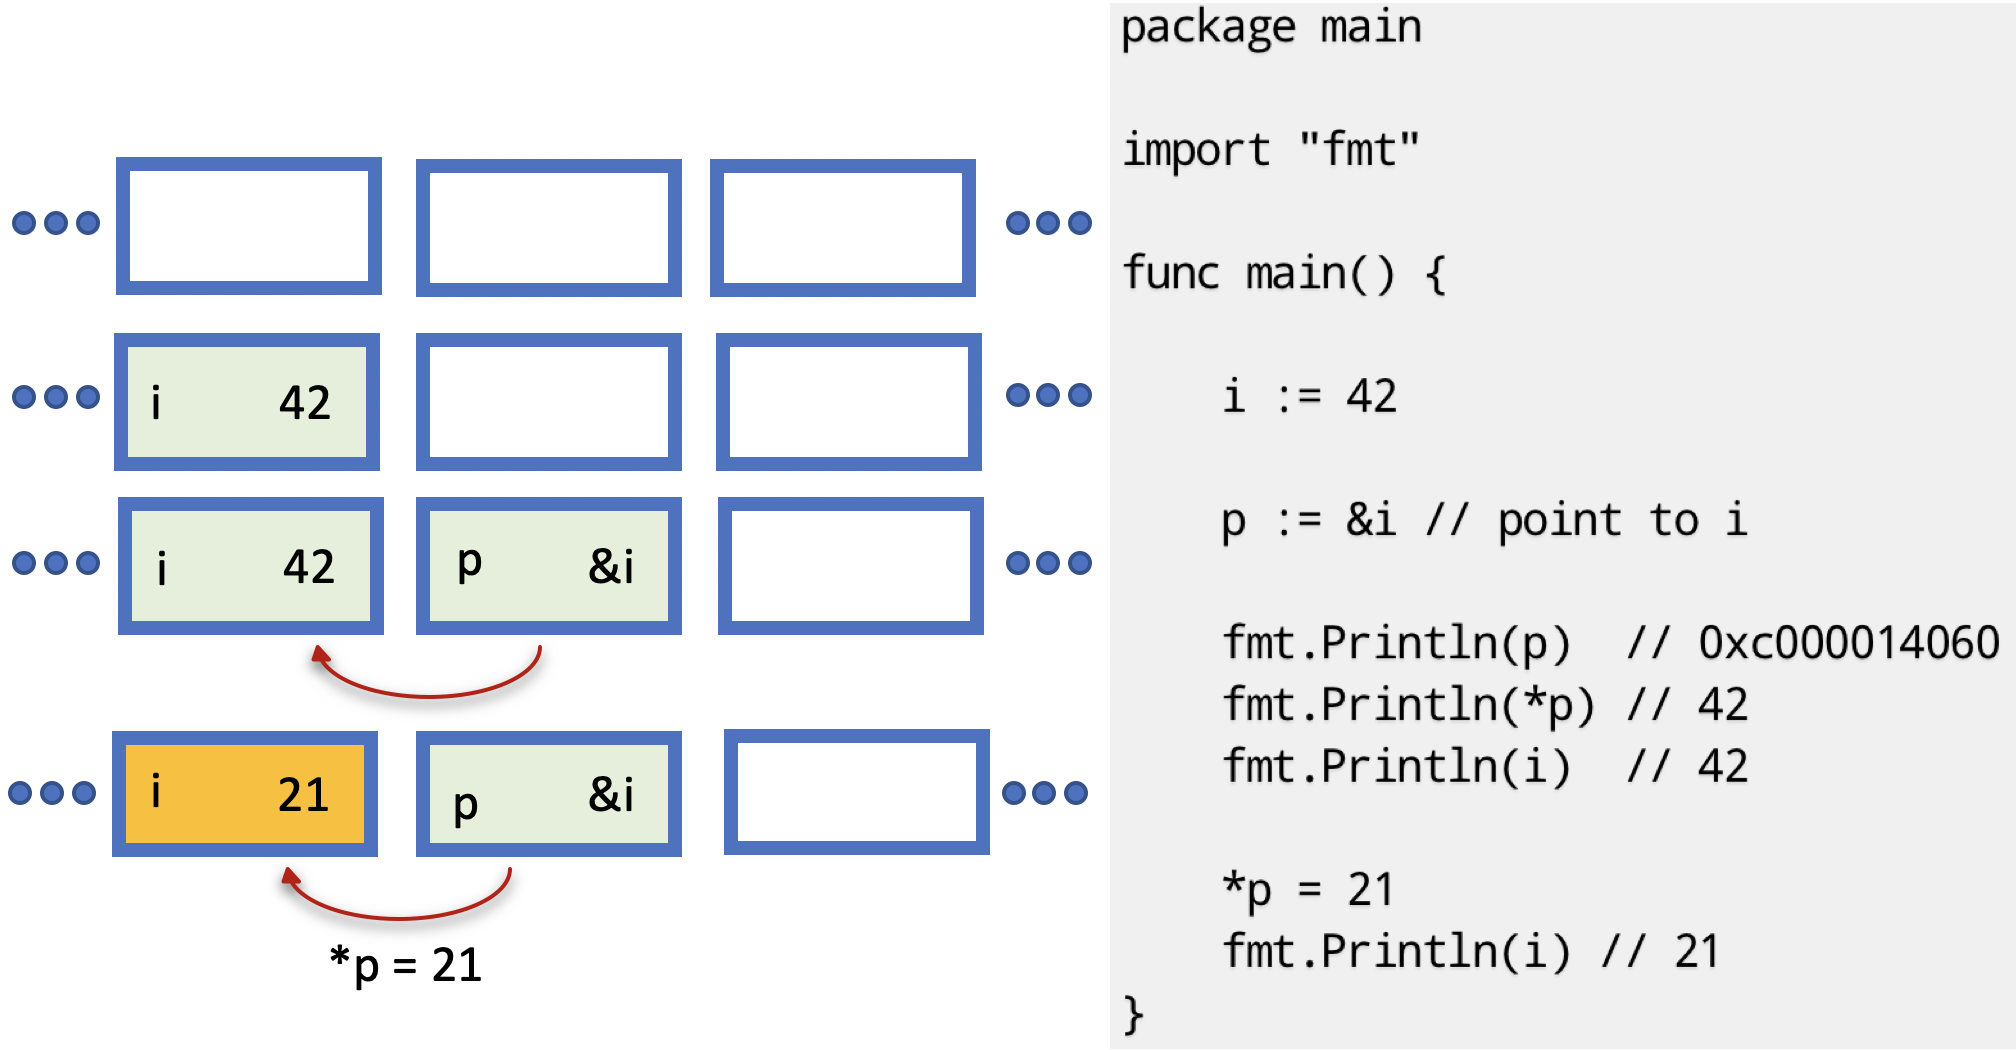 i 42
i 42 p &i
i 21 p &i
*p = 21
package main
import "fmt"
func main() {
i := 42
p := &i // point to i
fmt.Println(p) // 0xc000014060
fmt.Println(*p) // 42
fmt.Println(i) // 42
*p = 21
fmt.Println(i) // 21
}